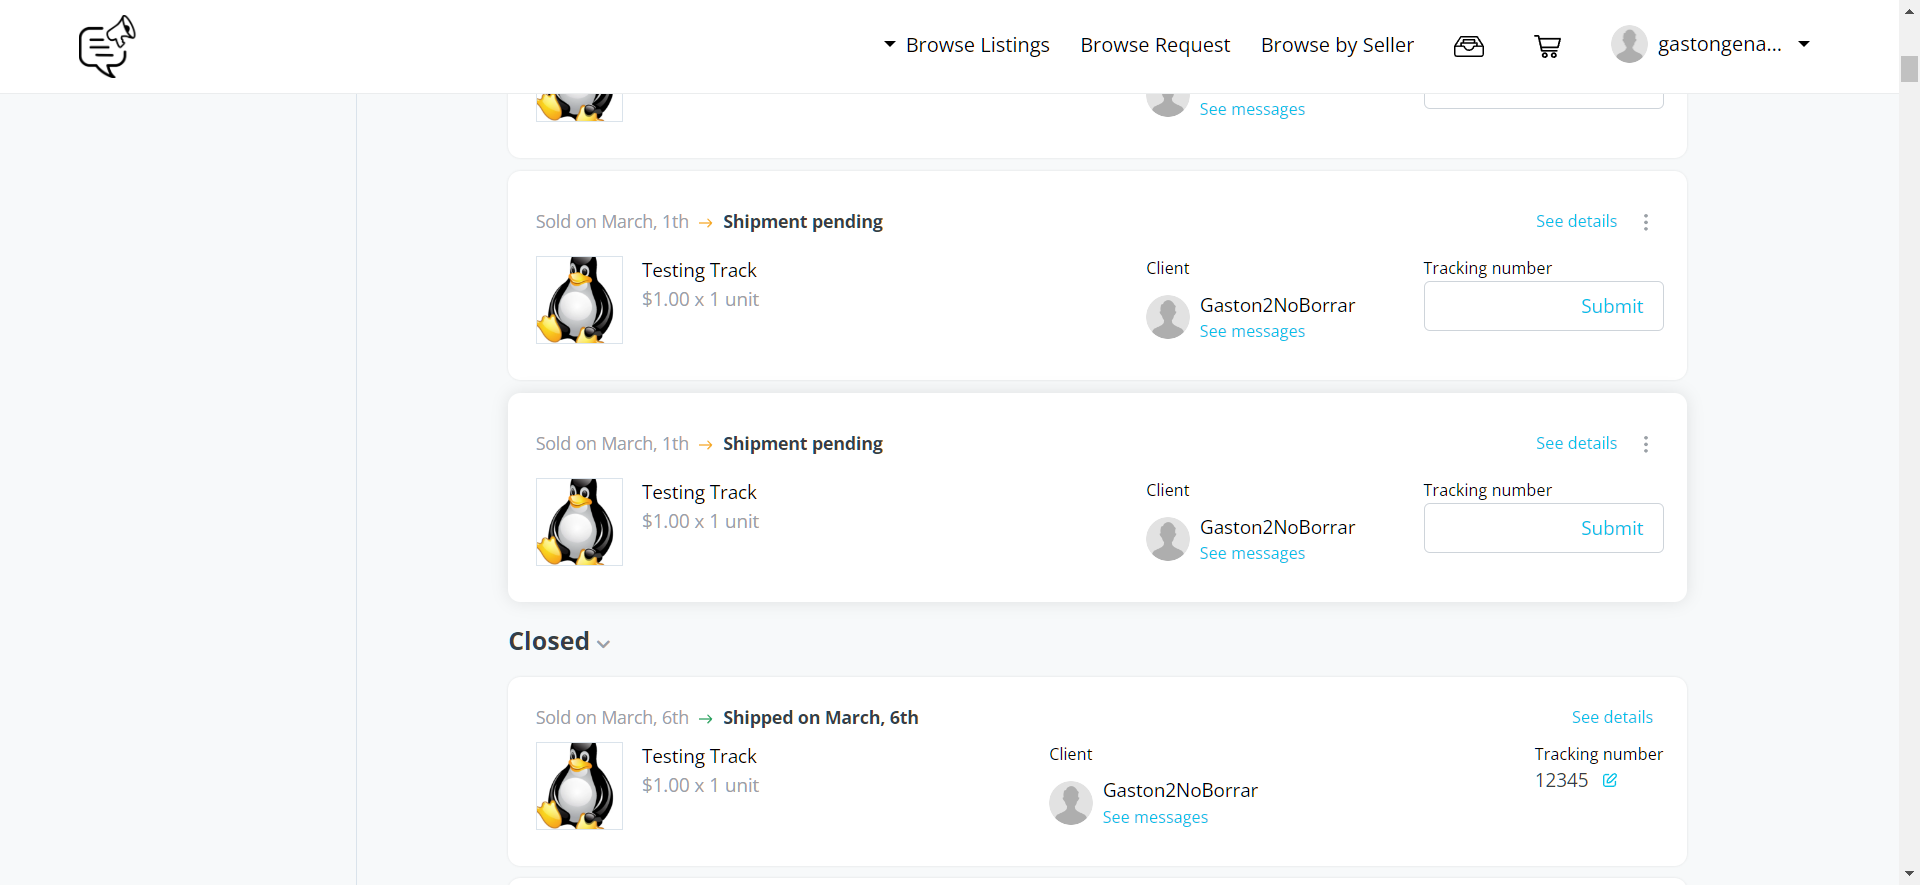 Browse Listings
Browse Request
Browse by Seller
gastongena...
See messages
Sold on March, 1th → Shipment pending
See details
Testing Track
$1.00 x 1 unit
Client
Gaston2NoBorrar
See messages
Tracking number
Submit
Sold on March, 1th → Shipment pending
See details
Testing Track
$1.00 x 1 unit
Client
Gaston2NoBorrar
See messages
Tracking number
Submit
Closed
Sold on March, 6th → Shipped on March, 6th
See details
Testing Track
$1.00 x 1 unit
Client
Gaston2NoBorrar
See messages
Tracking number
12345